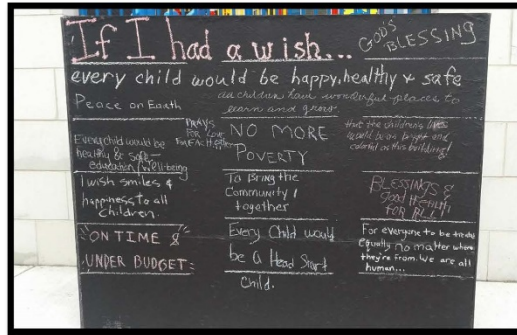 If I had a wish...
GOD'S
BLESSING
every child would be happy, healthy & safe
Peace on Earth
all children have wonderful places to
learn and grow
PRAYS
FOR Love
Every child would be
healthy & safe—
education/well-being
NO MORE
POVERTY
that the childrens
would be as bright and
colorful as this building!
I wish smiles &
happiness to all
children.
To Bring the
Community
together
BLESSINGS &
good HEALTH
FOR ALL!
"ON TIME &
UNDER BUDGET"
Every Child would
be a Head Start
Child.
For everyone to be treated
equally no matter where
they're from. We are all
human...